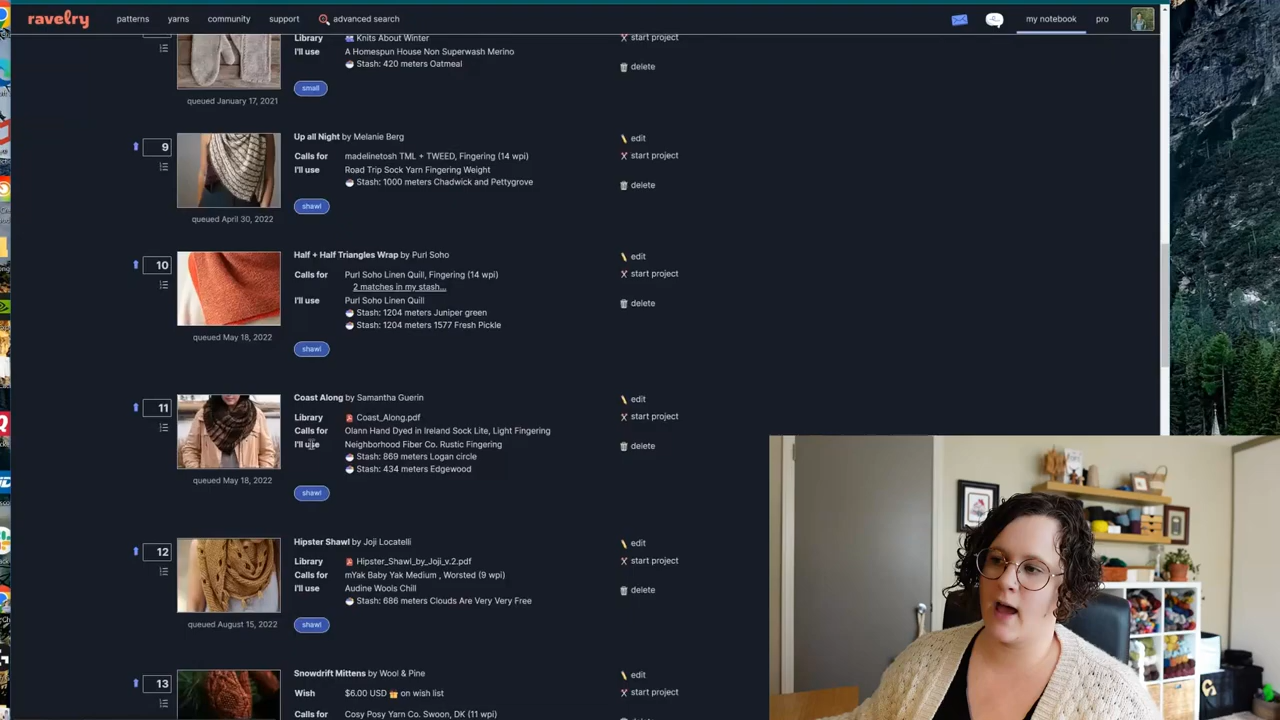 ravelry
patterns yarns community support advanced search my notebook pro
Library Knits About Winter
I'll use A Homespun House Non Superwash Merino
Stash: 420 meters Oatmeal
small
queued January 17, 2021
start project
delete
9
Up all Night by Melanie Berg
Calls for madelinetosh TML + TWEED, Fingering (14 wpi)
I'll use Road Trip Sock Yarn Fingering Weight
Stash: 1000 meters Chadwick and Pettygrove
shawl
queued April 30, 2022
edit
start project
delete
10
Half + Half Triangles Wrap by Purl Soho
Calls for Purl Soho Linen Quill, Fingering (14 wpi)
2 matches in my stash...
I'll use Purl Soho Linen Quill
Stash: 1204 meters Juniper green
Stash: 1204 meters 1577 Fresh Pickle
shawl
queued May 18, 2022
edit
start project
delete
11
Coast Along by Samantha Guerin
Library Coast_Along.pdf
Calls for Olann Hand Dyed in Ireland Sock Lite, Light Fingering
I'll use Neighborhood Fiber Co. Rustic Fingering
Stash: 869 meters Logan circle
Stash: 434 meters Edgewood
shawl
queued May 18, 2022
edit
start project
delete
12
Hipster Shawl by Joji Locatelli
Library Hipster_Shawl_by_Joji_v.2.pdf
Calls for mYak Baby Yak Medium , Worsted (9 wpi)
I'll use Audine Wools Chill
Stash: 686 meters Clouds Are Very Very Free
shawl
queued August 15, 2022
edit
start project
delete
13
Snowdrift Mittens by Wool & Pine
Wish $6.00 USD on wish list
Calls for Cosy Posy Yarn Co. Swoon, DK (11 wpi)
edit
start project